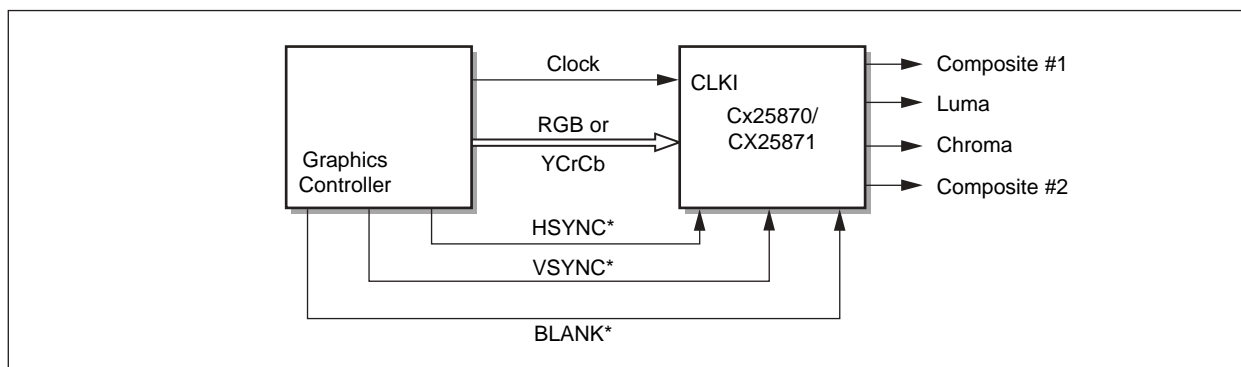 Clock
CLKI
Cx25870/
CX25871
RGB or
YCrCb
Graphics
Controller
HSYNC*
VSYNC*
BLANK*
Composite #1
Luma
Chroma
Composite #2